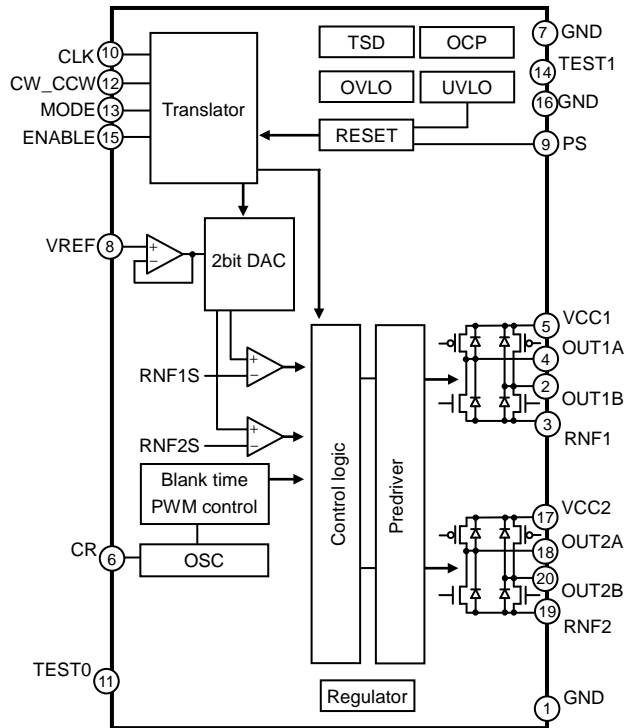 CLK
10
CW_CCW
12
MODE
13
ENABLE
15
Translator
TSD
OCP
OVLO
UVLO
RESET
7
GND
14
TEST1
16
GND
9
PS
VREF
8
+
−
2bit DAC
RNF1S
+
−
RNF2S
+
−
Blank time
PWM control
CR
6
OSC
Control logic
Predriver
5
VCC1
4
OUT1A
2
OUT1B
3
RNF1
17
VCC2
18
OUT2A
20
OUT2B
19
RNF2
TEST0
11
Regulator
1
GND